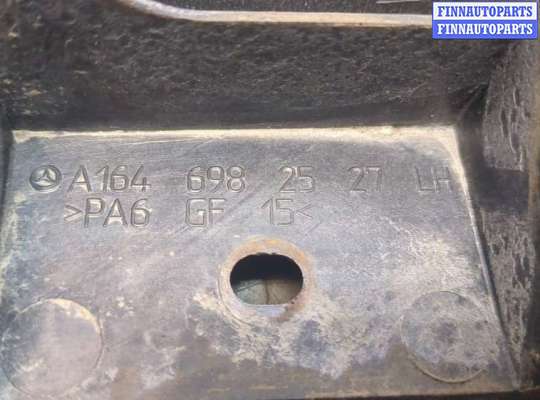 FINNAUTOPARTS
FINNAUTOPARTS
A164 698 25 27 LH
>PA6 GF 15<